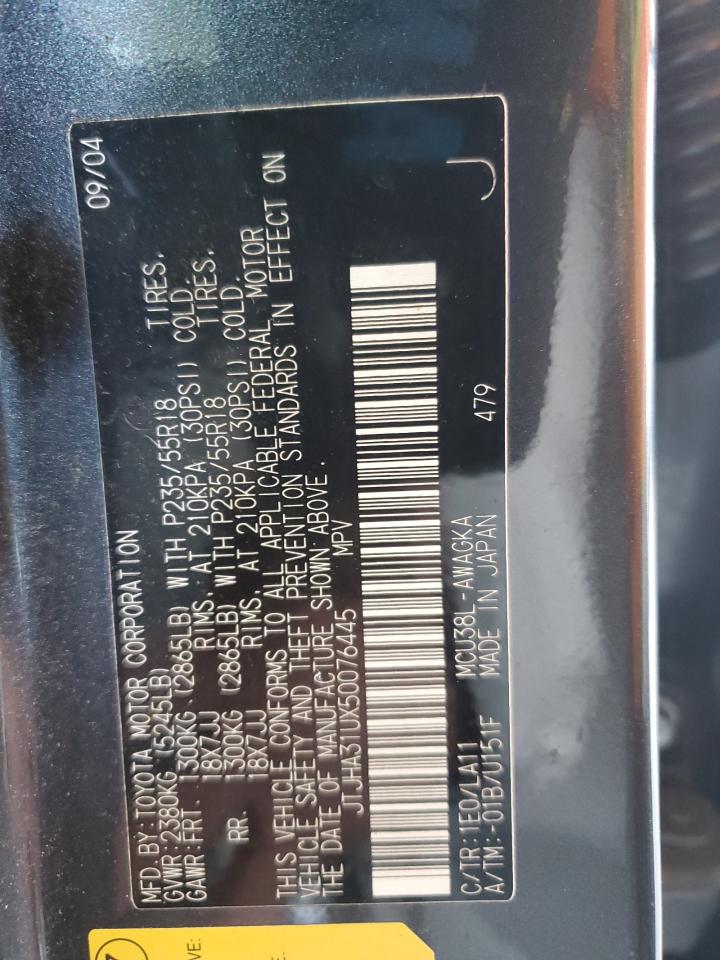 MFD. BY: TOYOTA MOTOR CORPORATION 09/04
GVWR: 2380KG (5245LB)
GAWR: FRT. 1300KG (2865LB) WITH P235/55R18 TIRES,
18X7JJ RIMS, AT 210KPA (30PSI) COLD.
RR. 1300KG (2865LB) WITH P235/55R18 TIRES,
18X7JJ RIMS, AT 210KPA (30PSI) COLD.
THIS VEHICLE CONFORMS TO ALL APPLICABLE FEDERAL MOTOR
VEHICLE SAFETY AND THEFT PREVENTION STANDARDS IN EFFECT ON
THE DATE OF MANUFACTURE SHOWN ABOVE.
JTJHA31UX50076445 MPV
C/TR: 1E0/LA11 MCU38L-AWAGKA 479
A/TM: -01B/U151F MADE IN JAPAN J
VE:
E: